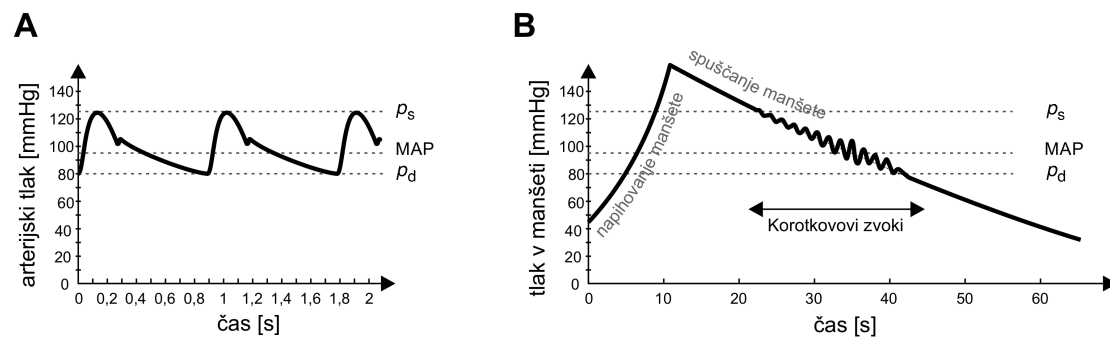 A
arterijski tlak [mmHg]
140
120
100
80
60
40
20
0
0,2 0,4 0,6 0,8 1 1,2 1,4 1,6 1,8 2
0
čas [s]
ps
MAP
pd
B
tlak v manšeti [mmHg]
140
120
100
80
60
40
20
0
0 10 20 30 40 50 60
čas [s]
napihovanje manšete
spuščanje manšete
Korotkovovi zvoki
ps
MAP
pd